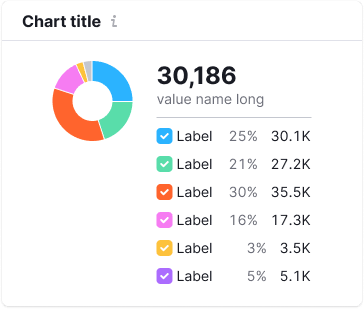 Chart title i
30,186
value name long
Label 25% 30.1K
Label 21% 27.2K
Label 30% 35.5K
Label 16% 17.3K
Label 3% 3.5K
Label 5% 5.1K